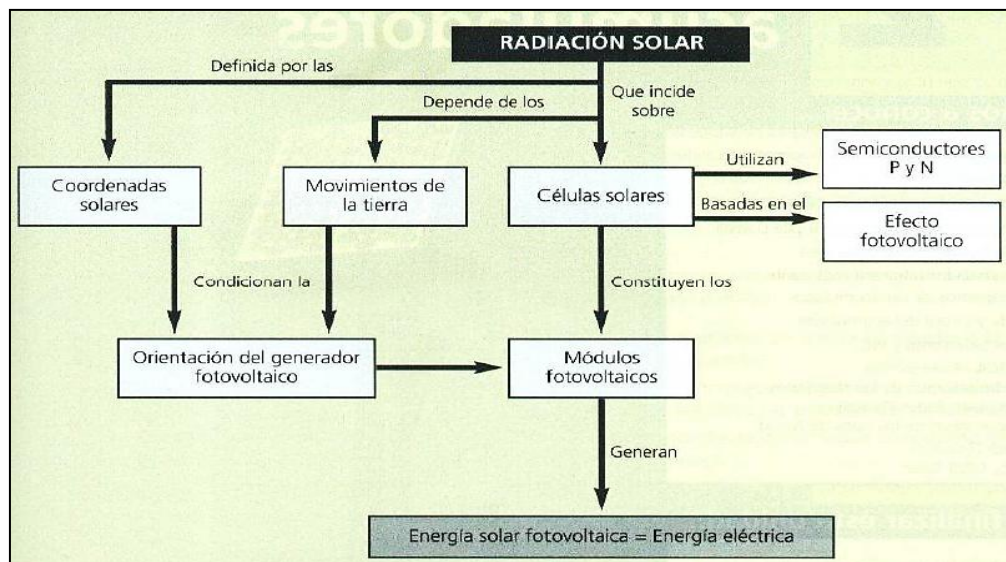 RADIACIÓN SOLAR
Definida por las
Depende de los
Que incide
sobre
Coordenadas
solares
Movimientos de
la tierra
Células solares
Utilizan
Semiconductores
P y N
Basadas en el
Efecto
fotovoltaico
Condicionan la
Constituyen los
Orientación del generador
fotovoltaico
Módulos
fotovoltaicos
Generan
Energía solar fotovoltaica = Energía eléctrica